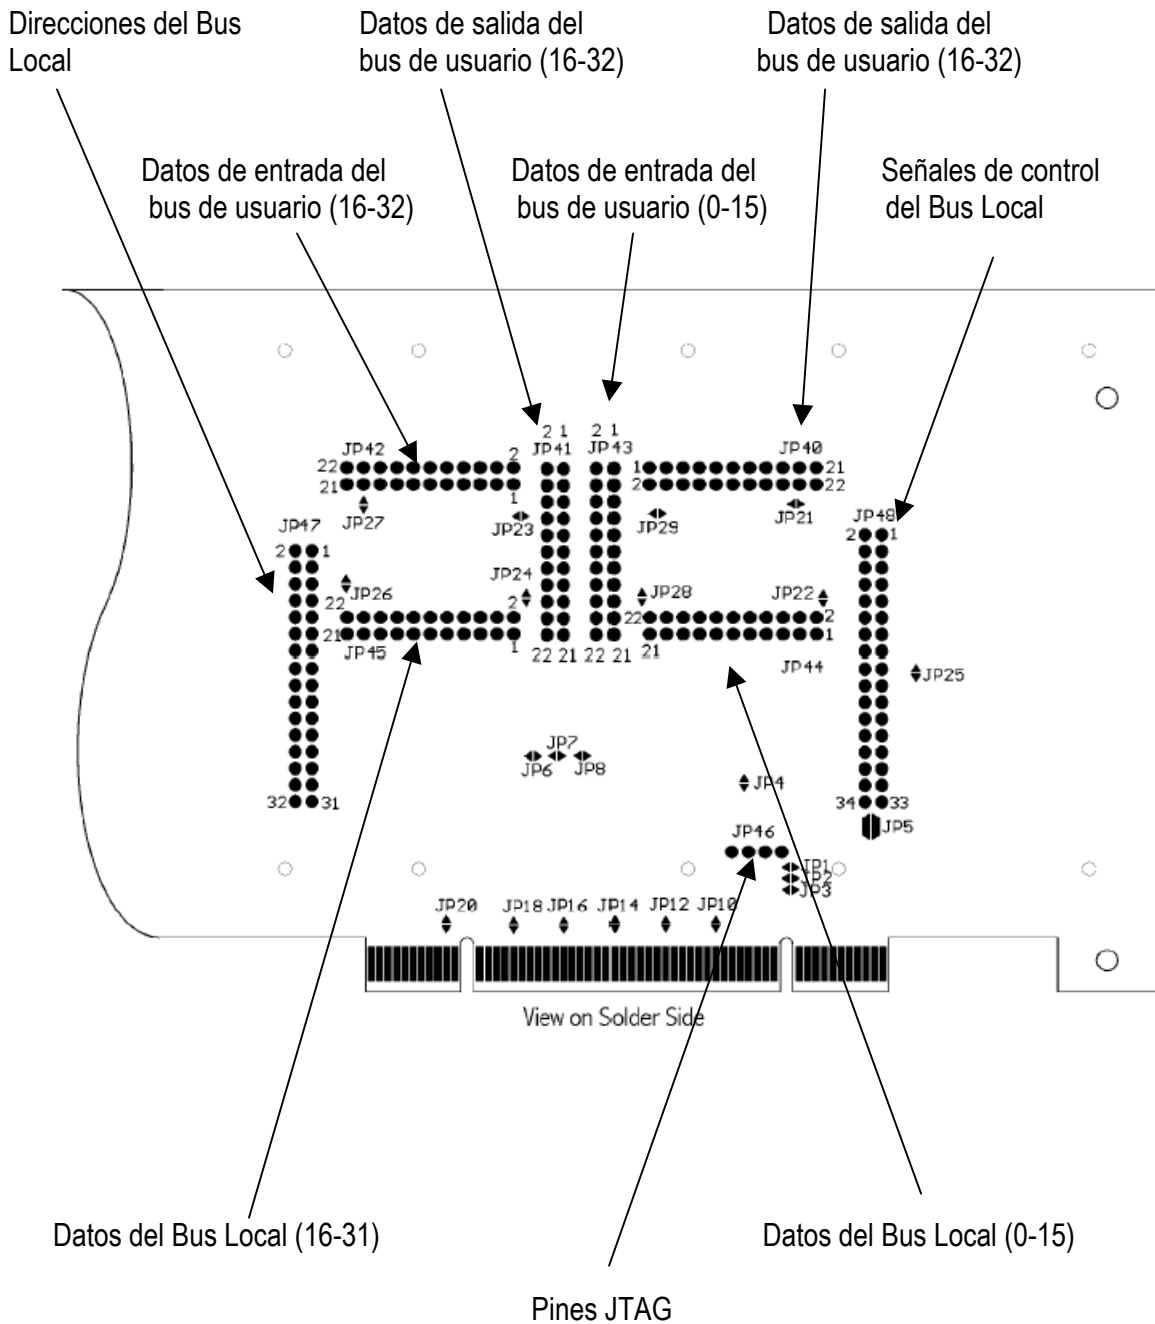 Direcciones del Bus
Local
Datos de salida del
bus de usuario (16-32)
Datos de salida del
bus de usuario (16-32)
Datos de entrada del
bus de usuario (16-32)
Datos de entrada del
bus de usuario (0-15)
Señales de control
del Bus Local
2 1 2 1
JP42 2 JP41 JP43 JP40
22 1 21
21 1 2 22
JP27 JP23 JP29 JP21 JP48
JP47
2 1 2 1
JP24
JP26 JP28 JP22
22 2 22 2
21 1 1
JP45 22 21 22 21 21 JP44
JP25
JP7
JP6 JP8
JP4
32 31 34 33
JP46 JP5
JP1
JP2
JP3
JP20 JP18 JP16 JP14 JP12 JP10
View on Solder Side
Datos del Bus Local (16-31)
Datos del Bus Local (0-15)
Pines JTAG